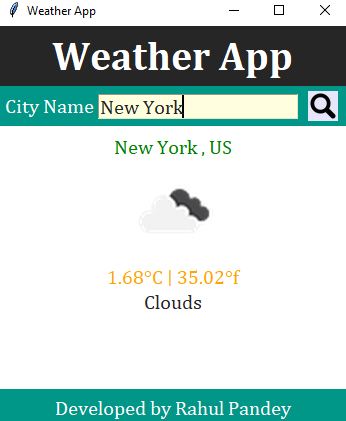 Weather App
Weather App
City Name New York
New York , US
1.68°C | 35.02°f
Clouds
Developed by Rahul Pandey